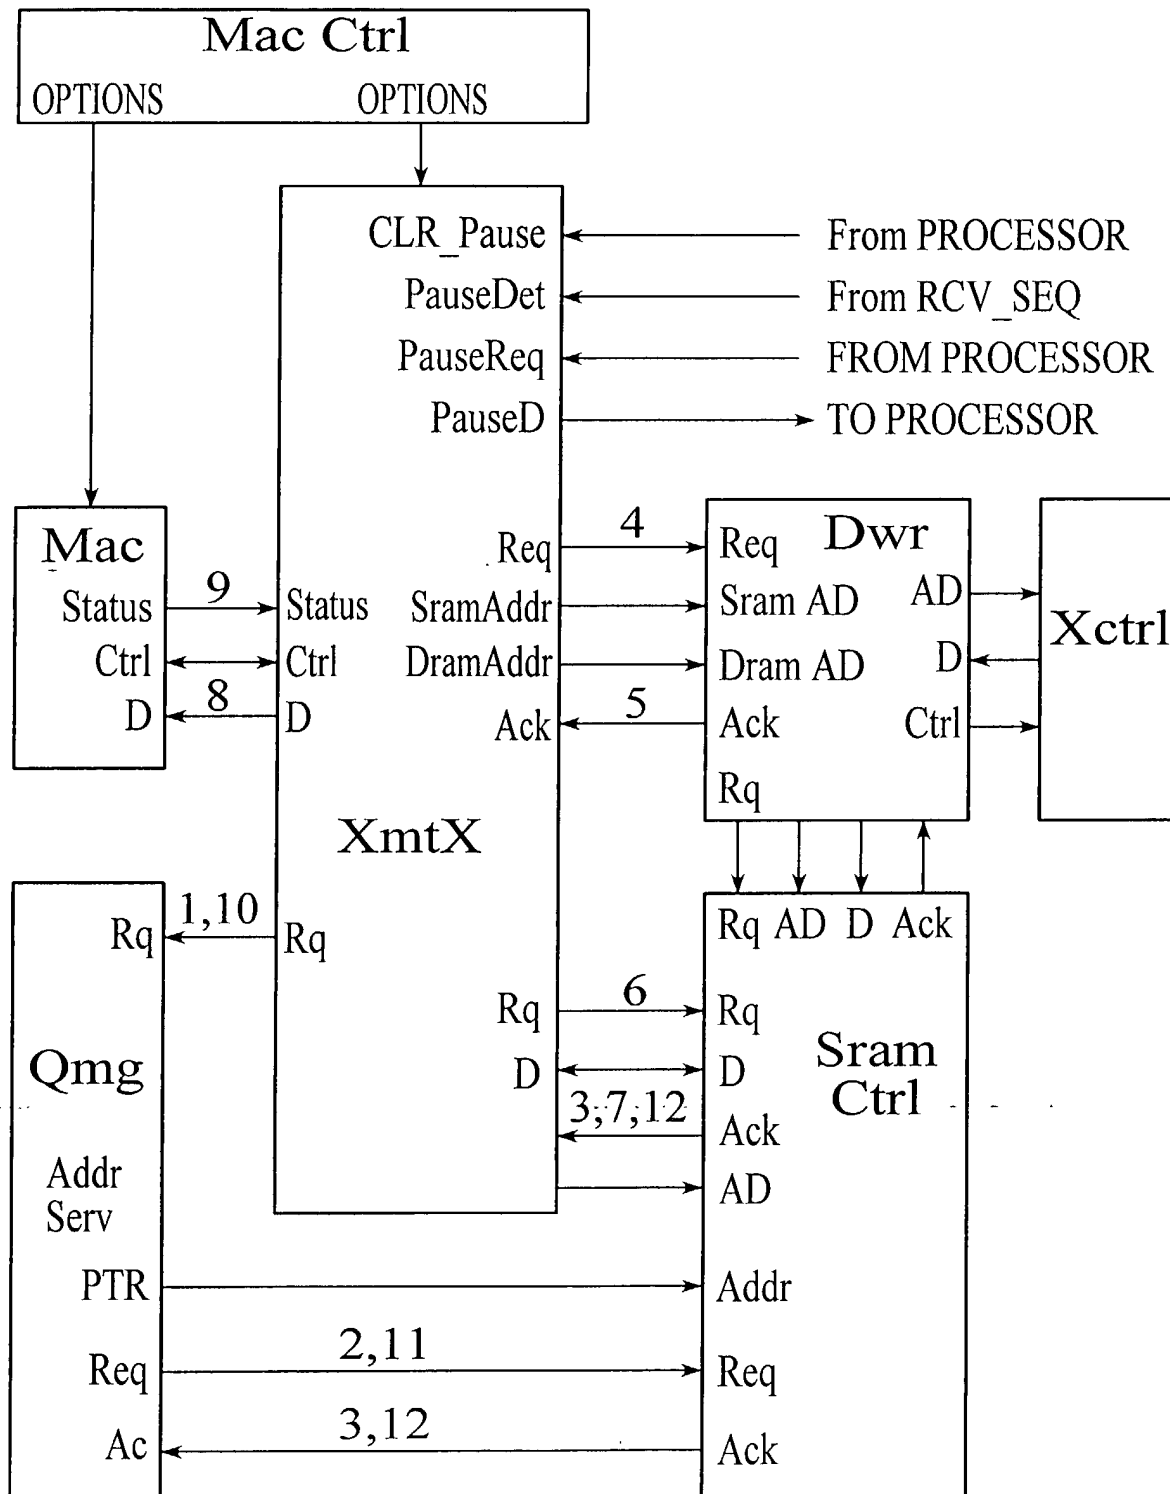 Mac Ctrl
OPTIONS OPTIONS
CLR_Pause From PROCESSOR
PauseDet From RCV_SEQ
PauseReq FROM PROCESSOR
PauseD TO PROCESSOR
Mac
Status 9 Status
Ctrl Ctrl
D 8 D
Req 4 Req
SramAddr Sram AD
DramAddr Dram AD
Ack 5 Ack
Rq
Dwr
AD
D
Ctrl
Xctrl
XmtX
Rq 1,10 Rq
Rq AD D Ack
Rq 6 Rq
D D
3,7,12 Ack
AD
Sram
Ctrl
Qmg
Addr
Serv
PTR Addr
Req 2,11 Req
Ac 3,12 Ack